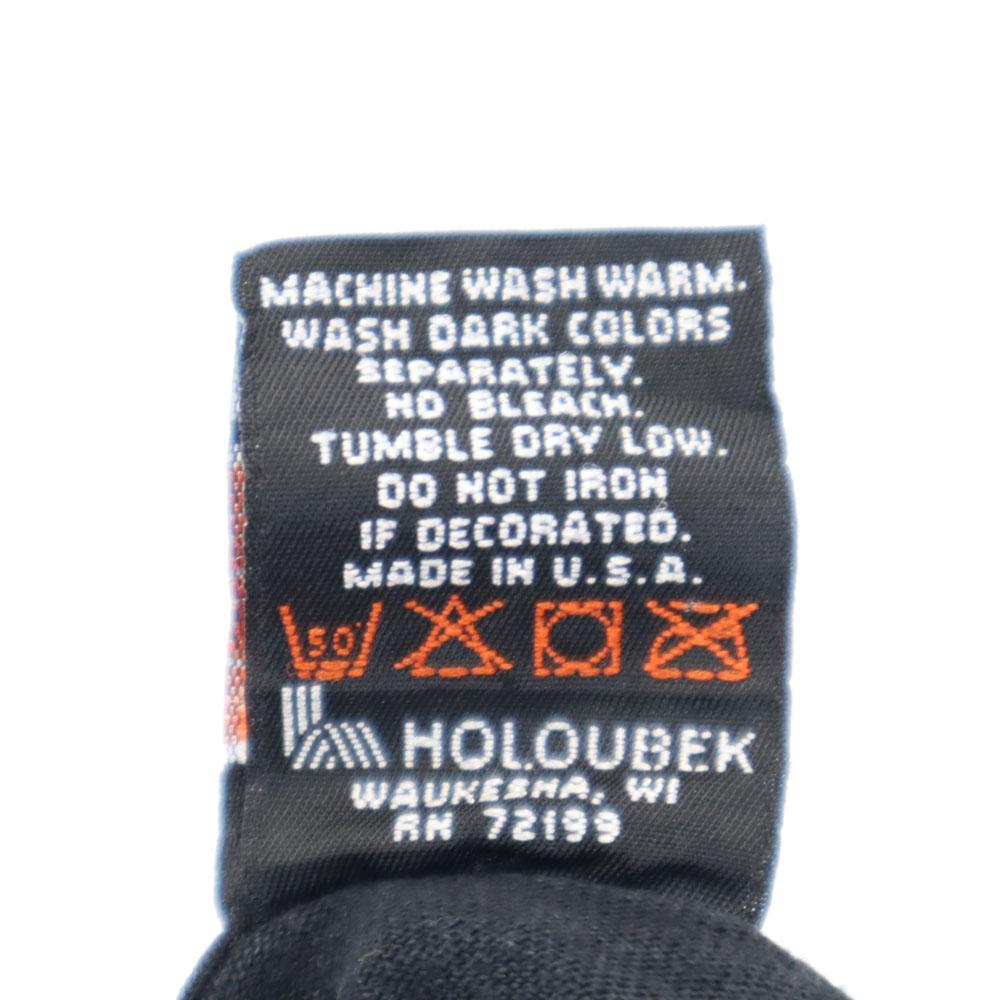 MACHINE WASH WARM.
WASH DARK COLORS
SEPARATELY.
NO BLEACH.
TUMBLE DRY LOW.
DO NOT IRON
IF DECORATED.
MADE IN U.S.A.
50°
HOLOUBEK
WAUKESHA, WI
RN 72199